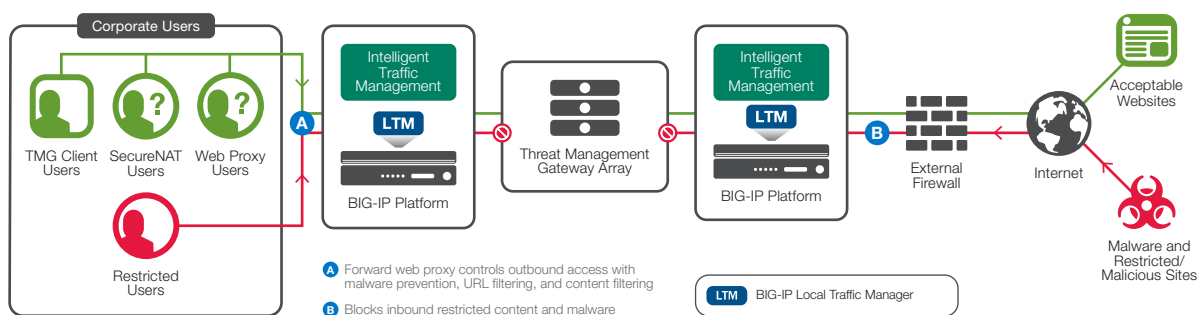 Corporate Users
TMG Client
Users
SecureNAT
Users
Web Proxy
Users
Restricted
Users
?
?
A
Intelligent
Traffic
Management
LTM
BIG-IP Platform
Threat Management
Gateway Array
Intelligent
Traffic
Management
LTM
BIG-IP Platform
B
External
Firewall
Internet
Acceptable
Websites
Malware and
Restricted/
Malicious Sites
A Forward web proxy controls outbound access with
malware prevention, URL filtering, and content filtering
B Blocks inbound restricted content and malware
LTM BIG-IP Local Traffic Manager